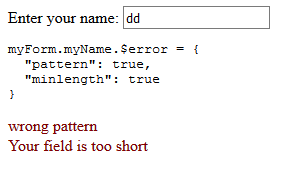 Enter your name: dd
myForm.myName.$error = {
  "pattern": true,
  "minlength": true
}
wrong pattern
Your field is too short